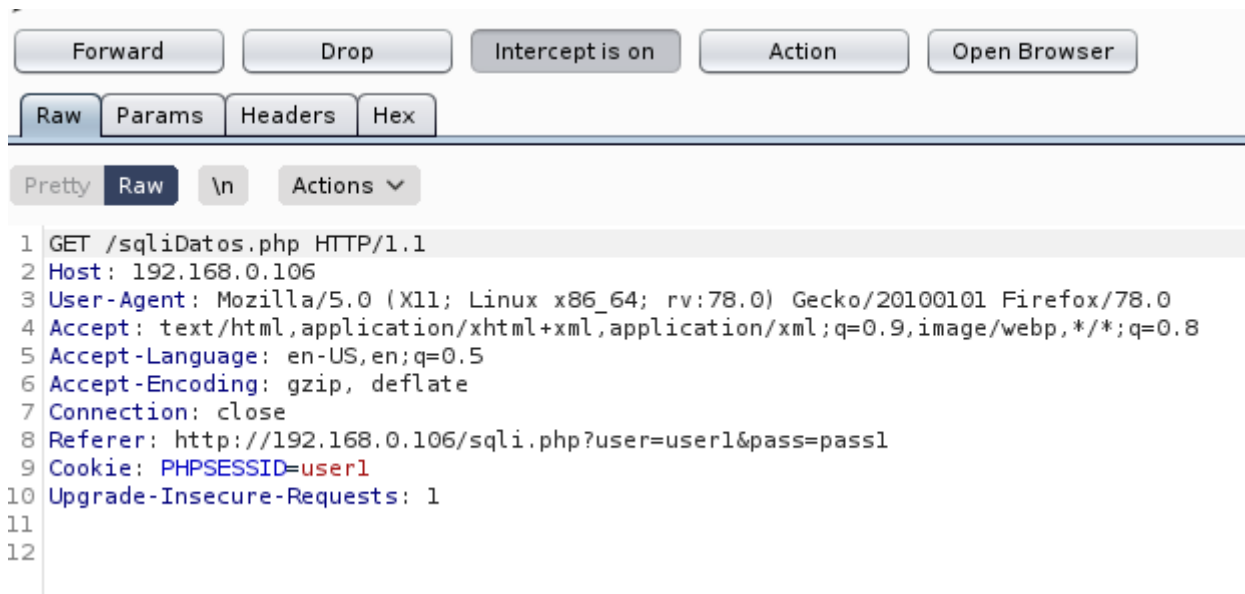 Forward Drop Intercept is on Action Open Browser
Raw Params Headers Hex
Pretty Raw \n Actions
1 GET /sqliDatos.php HTTP/1.1
2 Host: 192.168.0.106
3 User-Agent: Mozilla/5.0 (X11; Linux x86_64; rv:78.0) Gecko/20100101 Firefox/78.0
4 Accept: text/html,application/xhtml+xml,application/xml;q=0.9,image/webp,*/*;q=0.8
5 Accept-Language: en-US,en;q=0.5
6 Accept-Encoding: gzip, deflate
7 Connection: close
8 Referer: http://192.168.0.106/sqli.php?user=user1&pass=pass1
9 Cookie: PHPSESSID=user1
10 Upgrade-Insecure-Requests: 1
11
12